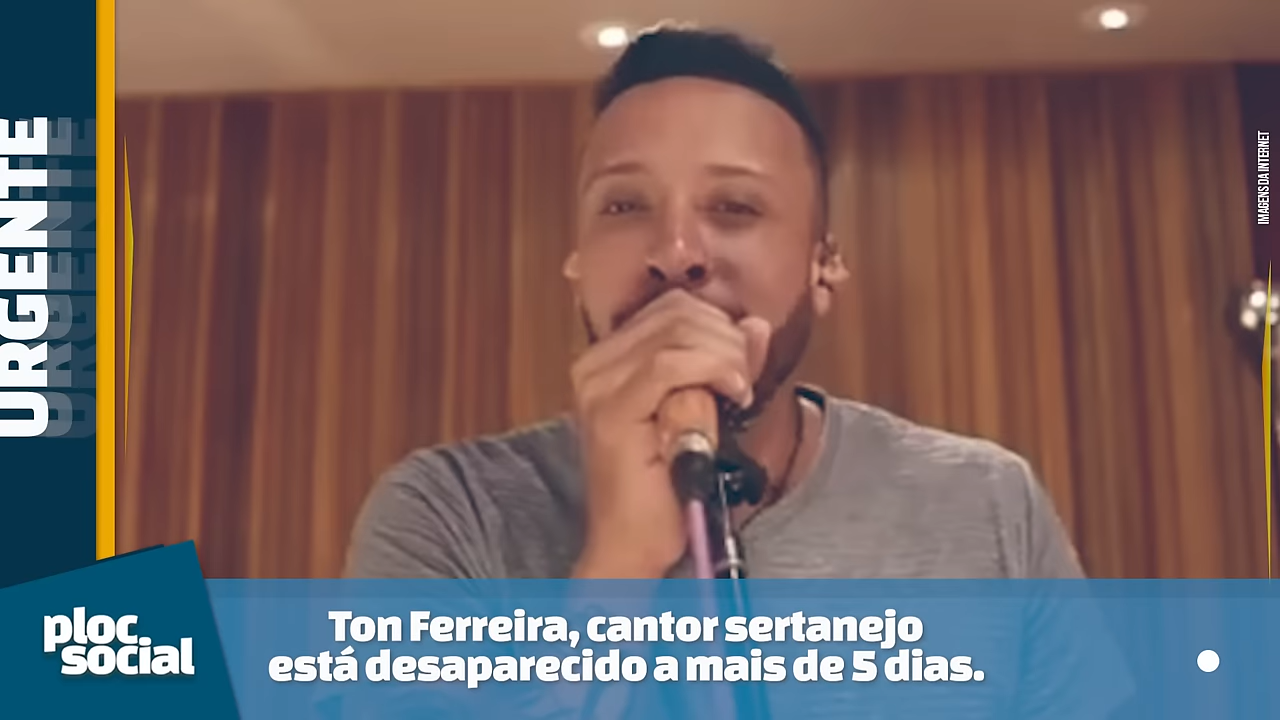 URGENTE
IMAGENS DA INTERNET
ploc
social
Ton Ferreira, cantor sertanejo
está desaparecido a mais de 5 dias.